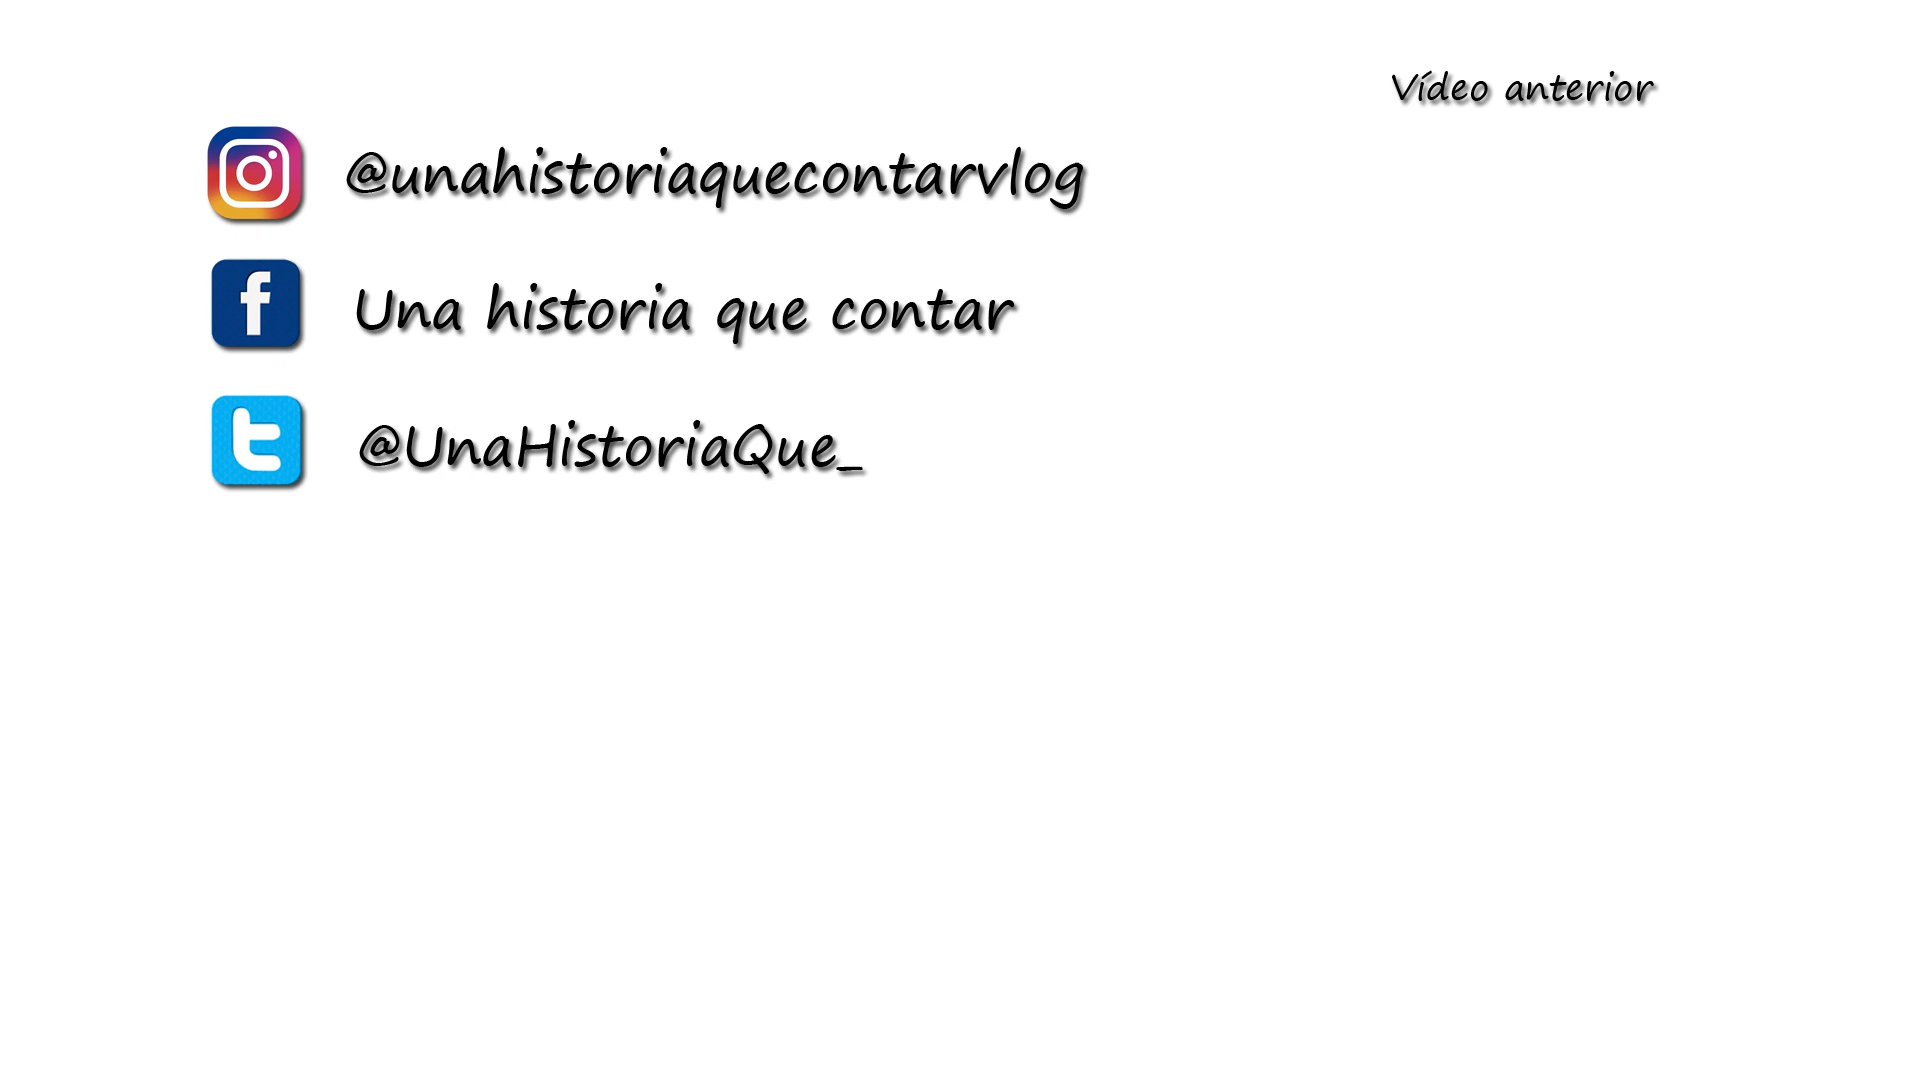 Vídeo anterior
@unahistoriaquecontarvlog
Una historia que contar
@UnaHistoriaQue_